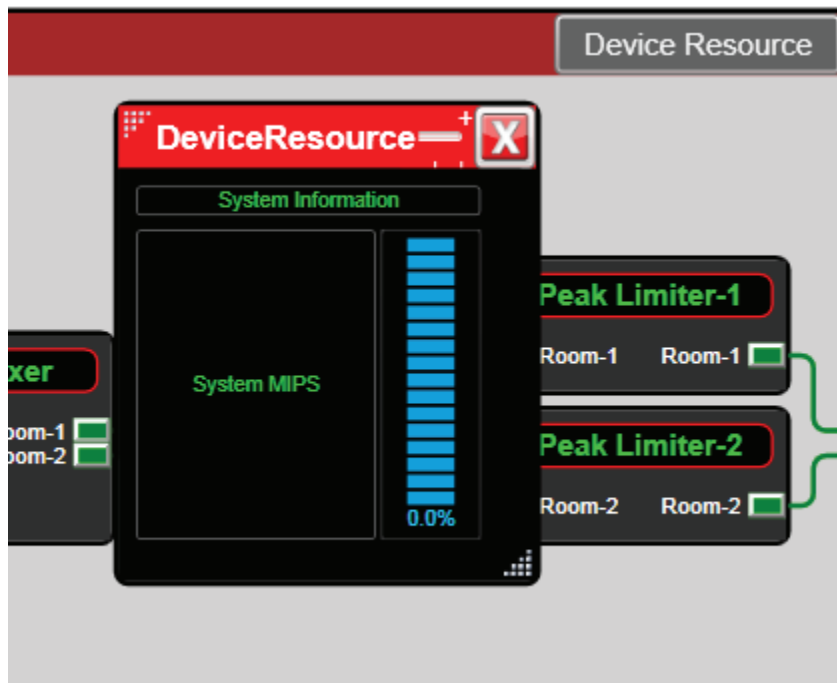 Device Resource
DeviceResource
X
System Information
System MIPS
0.0%
xer
oom-1
oom-2
Peak Limiter-1
Room-1 Room-1
Peak Limiter-2
Room-2 Room-2